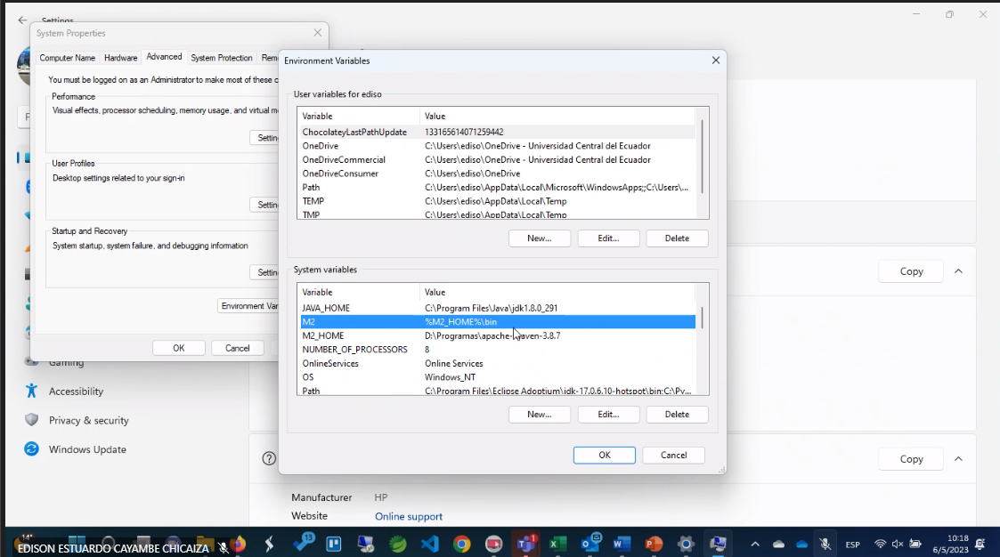 Settings
System Properties
Computer Name Hardware Advanced System Protection
You must be logged on as an Administrator to make most of these
Performance
Visual effects, processor scheduling, memory usage, and virtual
User Profiles
Desktop settings related to your sign-in
Startup and Recovery
System startup, system failure, and debugging information
Environment
OK Cancel
Environment Variables
User variables for ediso
Variable Value
ChocolateyLastPathUpdate 133165614071259442
OneDrive C:\Users\ediso\OneDrive - Universidad Central del Ecuador
OneDriveCommercial C:\Users\ediso\OneDrive - Universidad Central del Ecuador
OneDriveConsumer C:\Users\ediso\OneDrive
Path C:\Users\ediso\AppData\Local\Microsoft\WindowsApps;;C:\Users\...
TEMP C:\Users\ediso\AppData\Local\Temp
TMP C:\Users\ediso\AppData\Local\Temp
New... Edit... Delete
System variables
Variable Value
JAVA_HOME C:\Program Files\Java\jdk1.8.0_291
M2 %M2_HOME%\bin
M2_HOME D:\Programas\apache-maven-3.8.7
NUMBER_OF_PROCESSORS 8
OnlineServices Online Services
OS Windows_NT
Path C:\Program Files\Eclipse Adoptium\jdk-17.0.6.10-hotspot\bin;C:\Py...
New... Edit... Delete
OK Cancel
Copy
Copy
Gaming
Accessibility
Privacy & security
Windows Update
Manufacturer HP
Website Online support
EDISON ESTUARDO CAYAMBE CHICAIZA
14°
13
1
ESP
10:18
6/5/2023